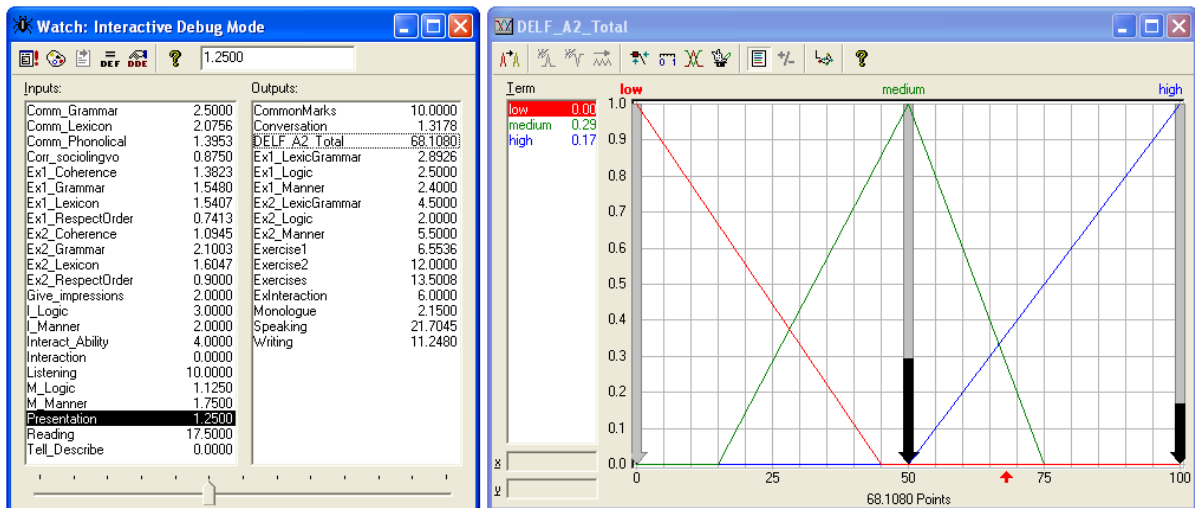 Watch: Interactive Debug Mode
DEF DDE ? 1.2500
Inputs:
Comm_Grammar 2.5000
Comm_Lexicon 2.0756
Comm_Phonolical 1.3953
Corr_sociolingvo 0.8750
Ex1_Coherence 1.3823
Ex1_Grammar 1.5480
Ex1_Lexicon 1.5407
Ex1_RespectOrder 0.7413
Ex2_Coherence 1.0945
Ex2_Grammar 2.1003
Ex2_Lexicon 1.6047
Ex2_RespectOrder 0.9000
Give_impressions 2.0000
I_Logic 3.0000
I_Manner 2.0000
Interact_Ability 4.0000
Interaction 0.0000
Listening 10.0000
M_Logic 1.1250
M_Manner 1.7500
Presentation 1.2500
Reading 17.5000
Tell_Describe 0.0000
Outputs:
CommonMarks 10.0000
Conversation 1.3178
DELF_A2_Total 68.1080
Ex1_LexicGrammar 2.8926
Ex1_Logic 2.5000
Ex1_Manner 2.4000
Ex2_LexicGrammar 4.5000
Ex2_Logic 2.0000
Ex2_Manner 5.5000
Exercise1 6.5536
Exercise2 12.0000
Exercises 13.5008
ExInteraction 6.0000
Monologue 2.1500
Speaking 21.7045
Writing 11.2480
DELF_A2_Total
+/- ?
Term
low 0.00
medium 0.29
high 0.17
x
y
low medium high
1.0
0.9
0.8
0.7
0.6
0.5
0.4
0.3
0.2
0.1
0.0
0 25 50 75 100
68.1080 Points